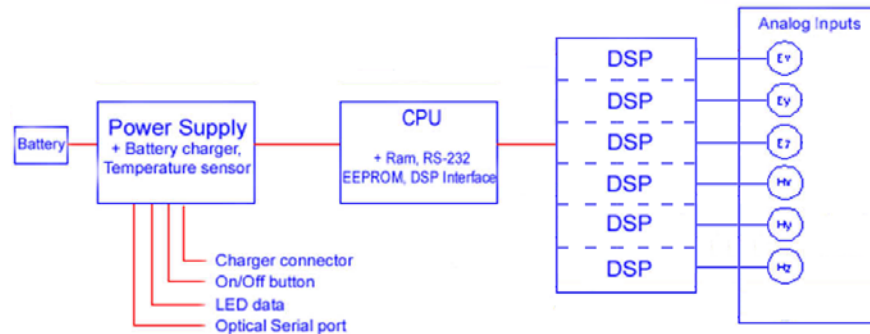 Analog Inputs
DSP
DSP
DSP
DSP
DSP
DSP
Ey
Hy
Hz
CPU
+ Ram, RS-232
EEPROM, DSP Interface
Power Supply
+ Battery charger,
Temperature sensor
Battery
Charger connector
On/Off button
LED data
Optical Serial port